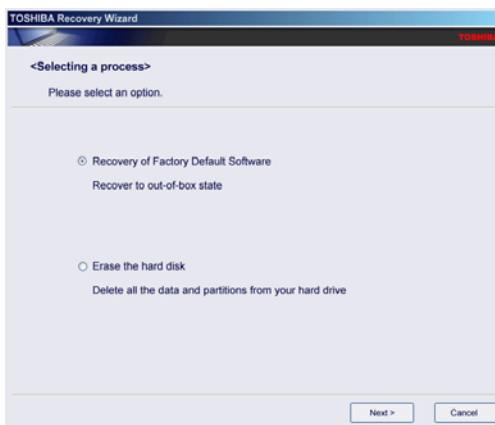 TOSHIBA Recovery Wizard
TOSHIBA
<Selecting a process>
Please select an option.
Recovery of Factory Default Software
Recover to out-of-box state
Erase the hard disk
Delete all the data and partitions from your hard drive
Next >
Cancel